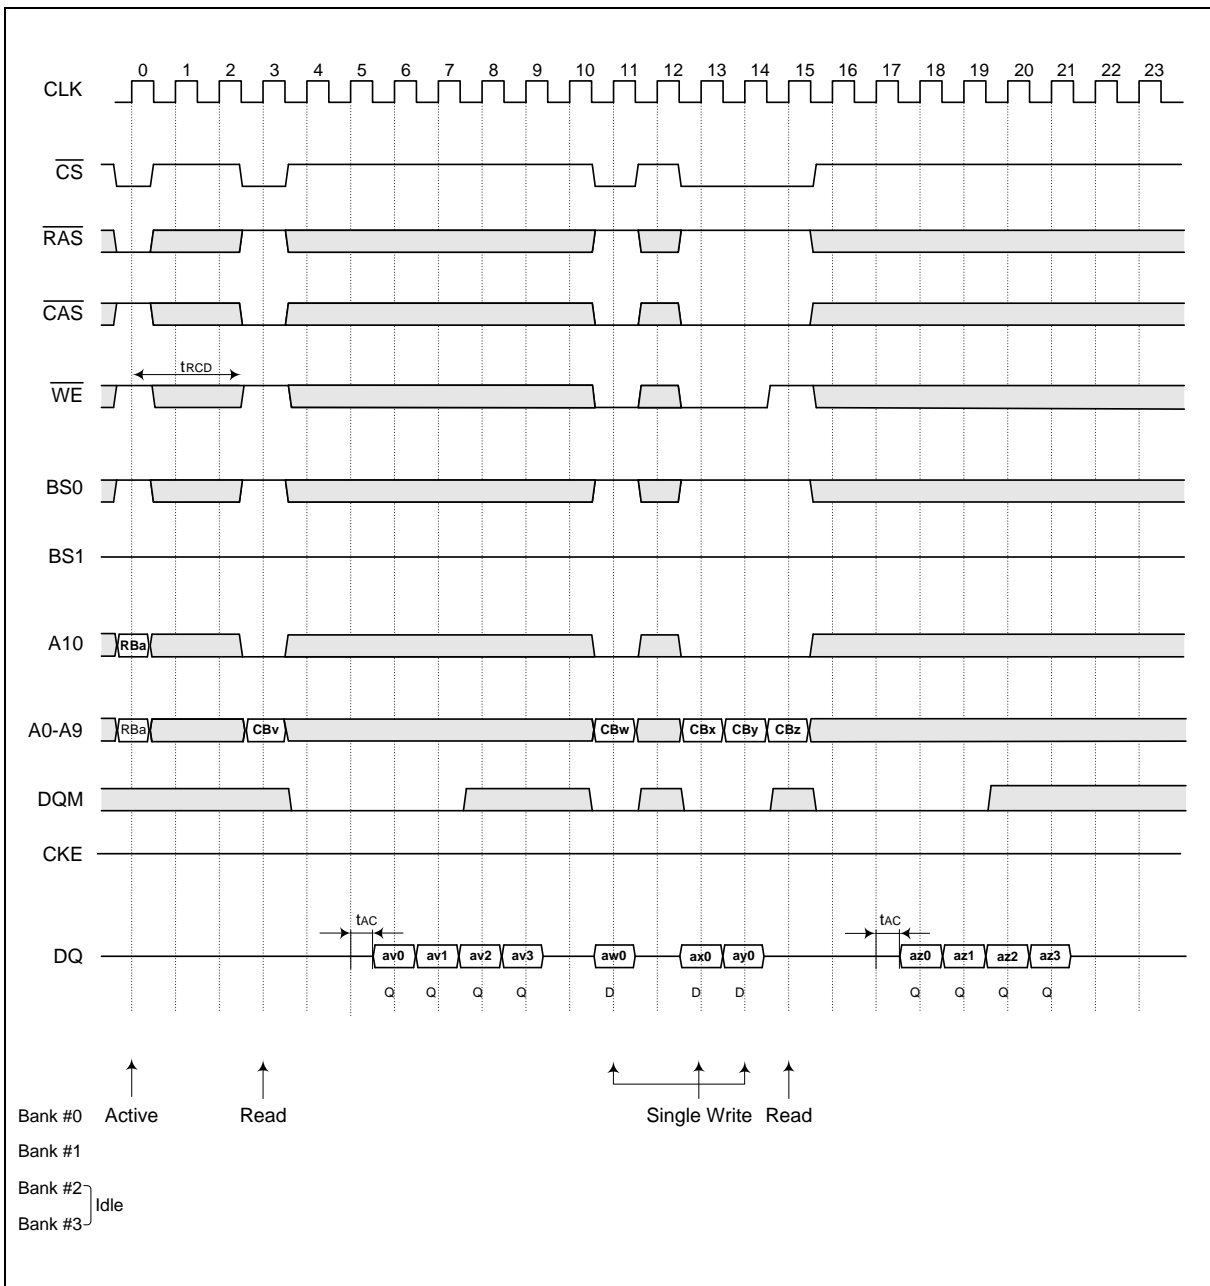 0 1 2 3 4 5 6 7 8 9 10 11 12 13 14 15 16 17 18 19 20 21 22 23
CLK
CS
RAS
CAS
tRCD
WE
BS0
BS1
A10 RBa
A0-A9 RBa CBv CBw CBx CBy CBz
DQM
CKE
tAC tAC
DQ av0 av1 av2 av3 aw0 ax0 ay0 az0 az1 az2 az3
Q Q Q Q D D D Q Q Q Q
Bank #0 Active Read Single Write Read
Bank #1
Bank #2
Idle
Bank #3